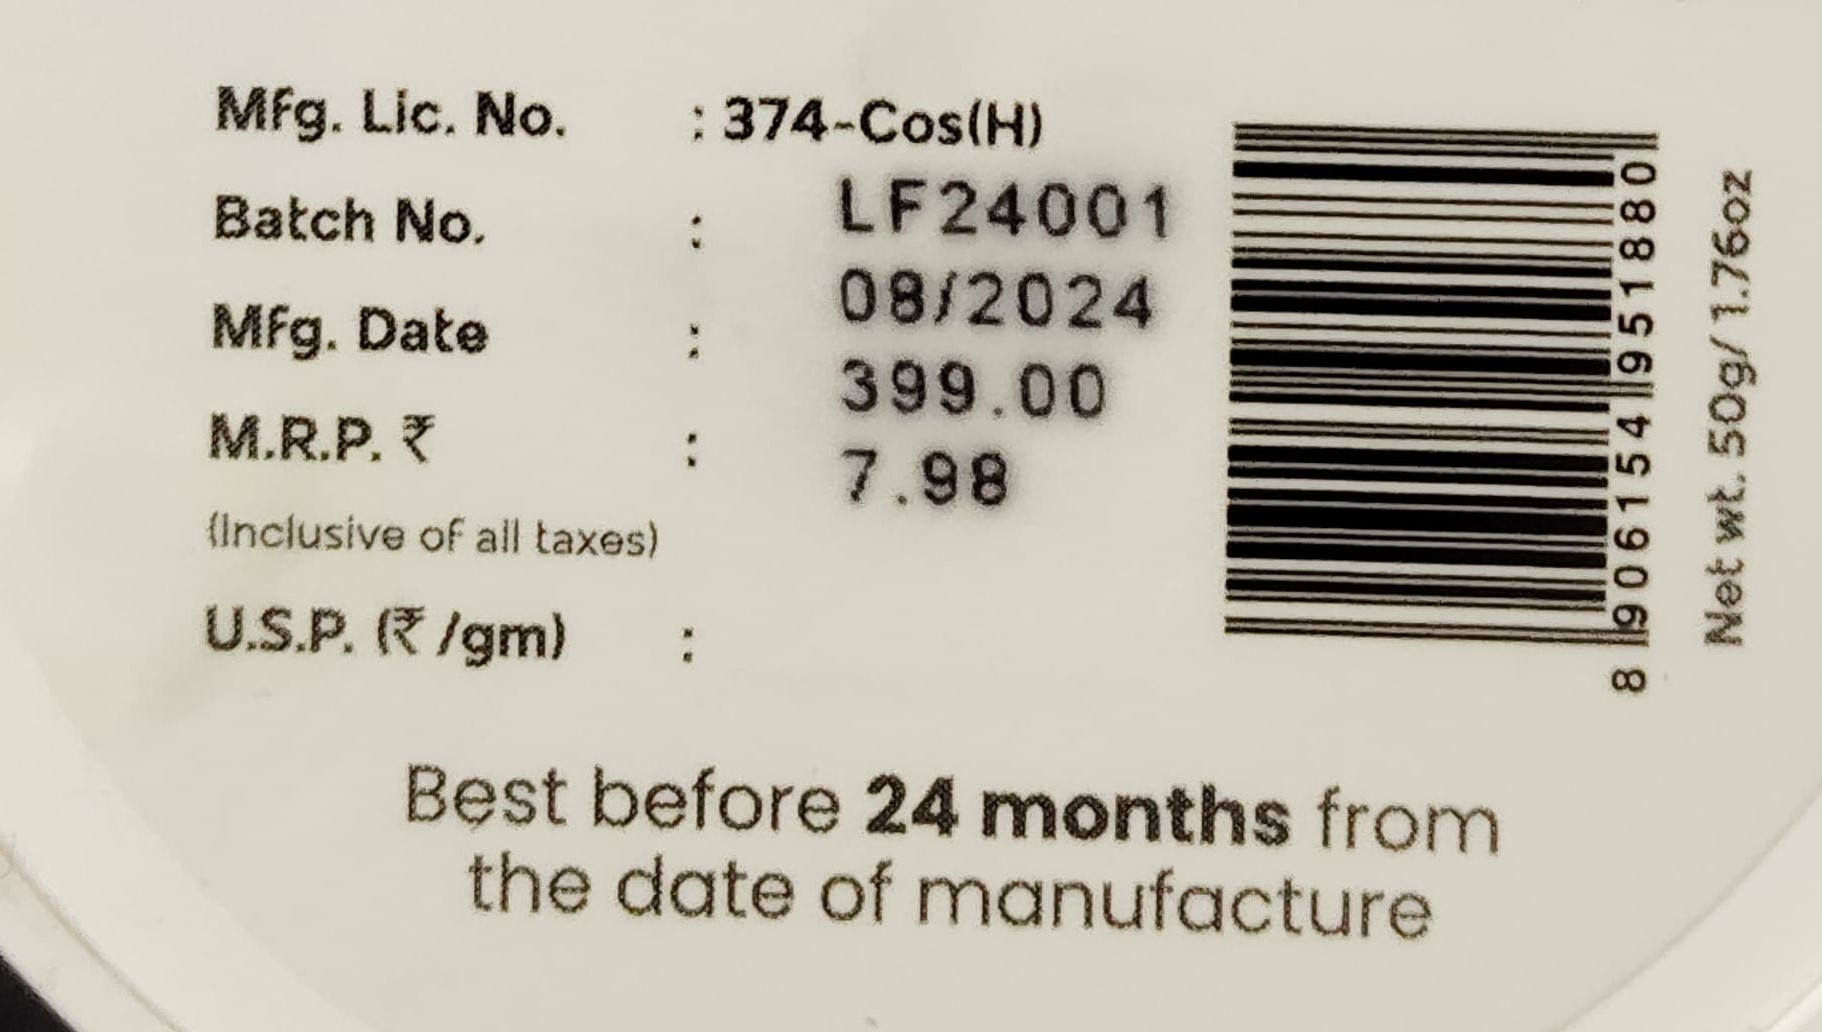 Mfg. Lic. No. : 374-Cos(H)
Batch No. : LF24001
Mfg. Date : 08/2024
M.R.P. ₹ : 399.00
7.98
(Inclusive of all taxes)
U.S.P. (₹ /gm) :
Best before 24 months from
the date of manufacture
8 906154 951880
Net wt. 50g/ 1.76oz